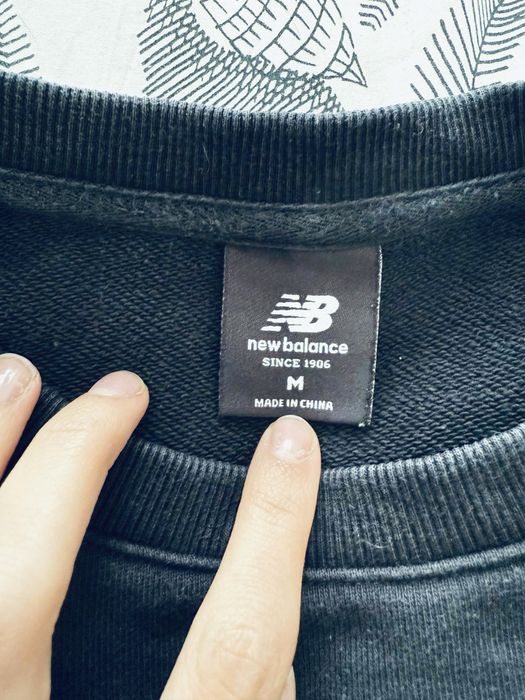 NB
new balance
SINCE 1906
M
MADE IN CHINA